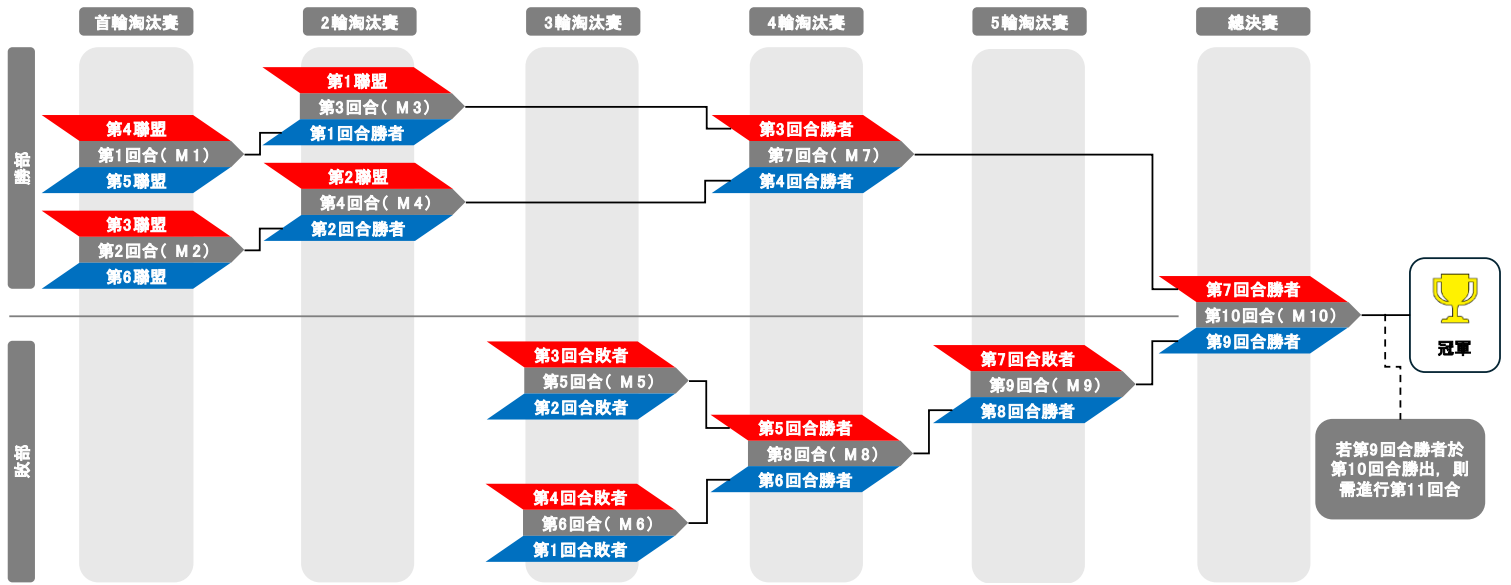 首輪淘汰賽
2輪淘汰賽
3輪淘汰賽
4輪淘汰賽
5輪淘汰賽
總決賽
勝部
第4聯盟
第1回合( M1)
第5聯盟
第3聯盟
第2回合( M2)
第6聯盟
第1聯盟
第3回合( M3)
第1回合勝者
第2聯盟
第4回合( M4)
第2回合勝者
第3回合勝者
第7回合( M7)
第4回合勝者
第7回合勝者
第10回合( M10)
第9回合勝者
冠軍
敗部
第3回合敗者
第5回合( M5)
第2回合敗者
第4回合敗者
第6回合( M6)
第1回合敗者
第5回合勝者
第8回合( M8)
第6回合勝者
第7回合敗者
第9回合( M9)
第8回合勝者
若第9回合勝者於
第10回合勝出, 則
需進行第11回合